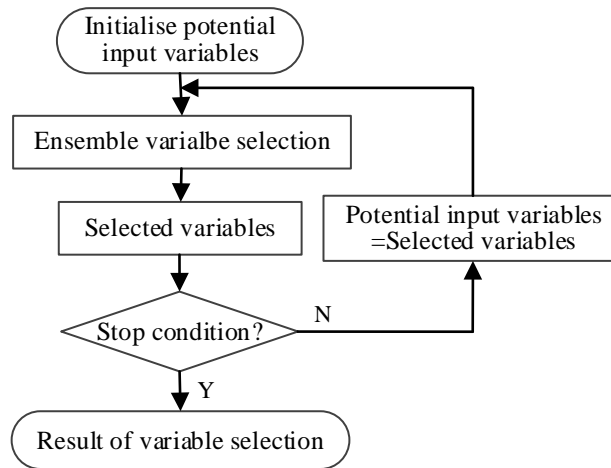 Initialise potential
input variables
Ensemble varialbe selection
Selected variables
Potential input variables
=Selected variables
Stop condition?
N
Y
Result of variable selection